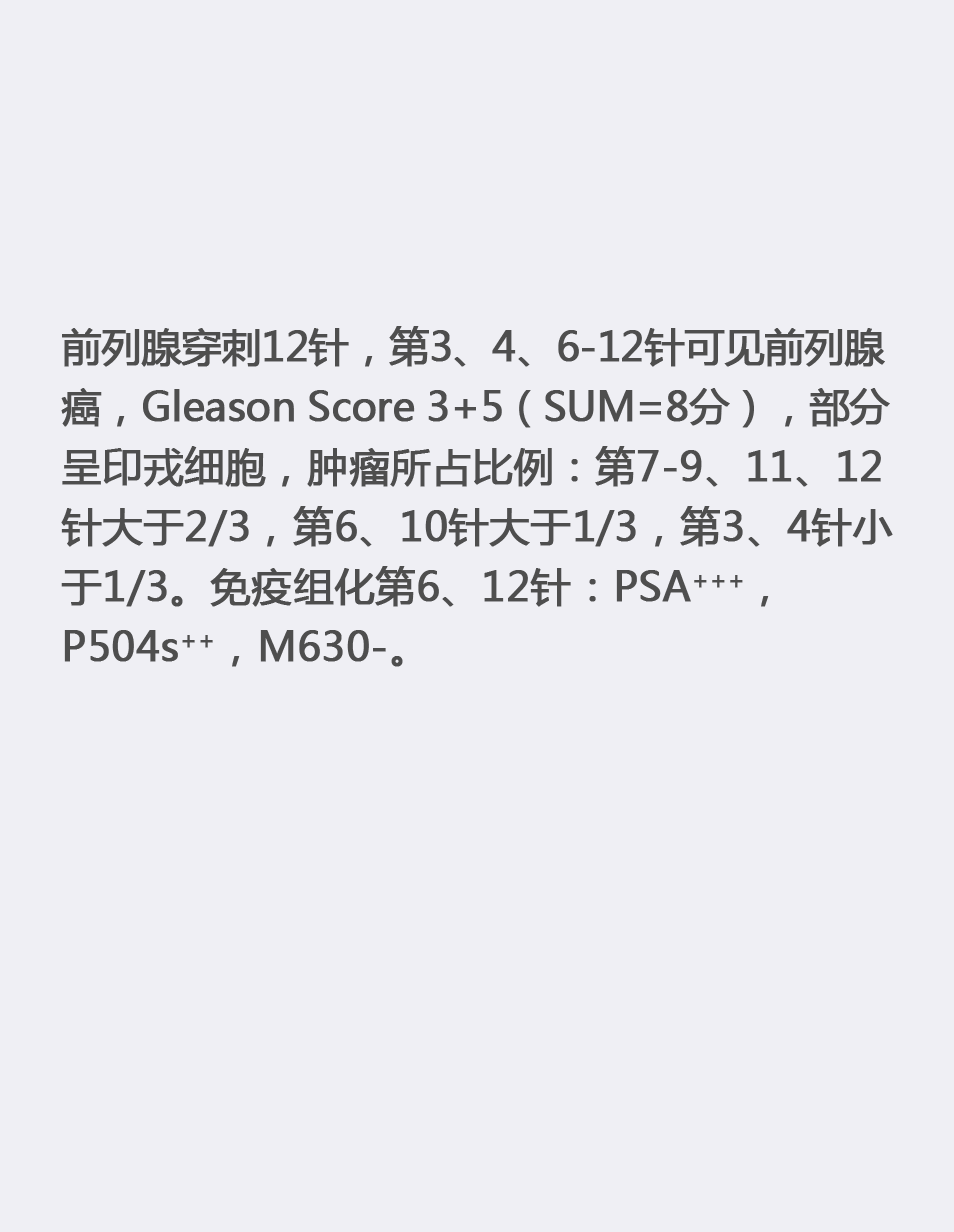 前列腺穿刺12针，第3、4、6-12针可见前列腺
癌，Gleason Score 3+5（SUM=8分），部分
呈印戎细胞，肿瘤所占比例：第7-9、11、12
针大于2/3，第6、10针大于1/3，第3、4针小
于1/3。免疫组化第6、12针：PSA⁺⁺⁺，
P504s⁺⁺，M630-。